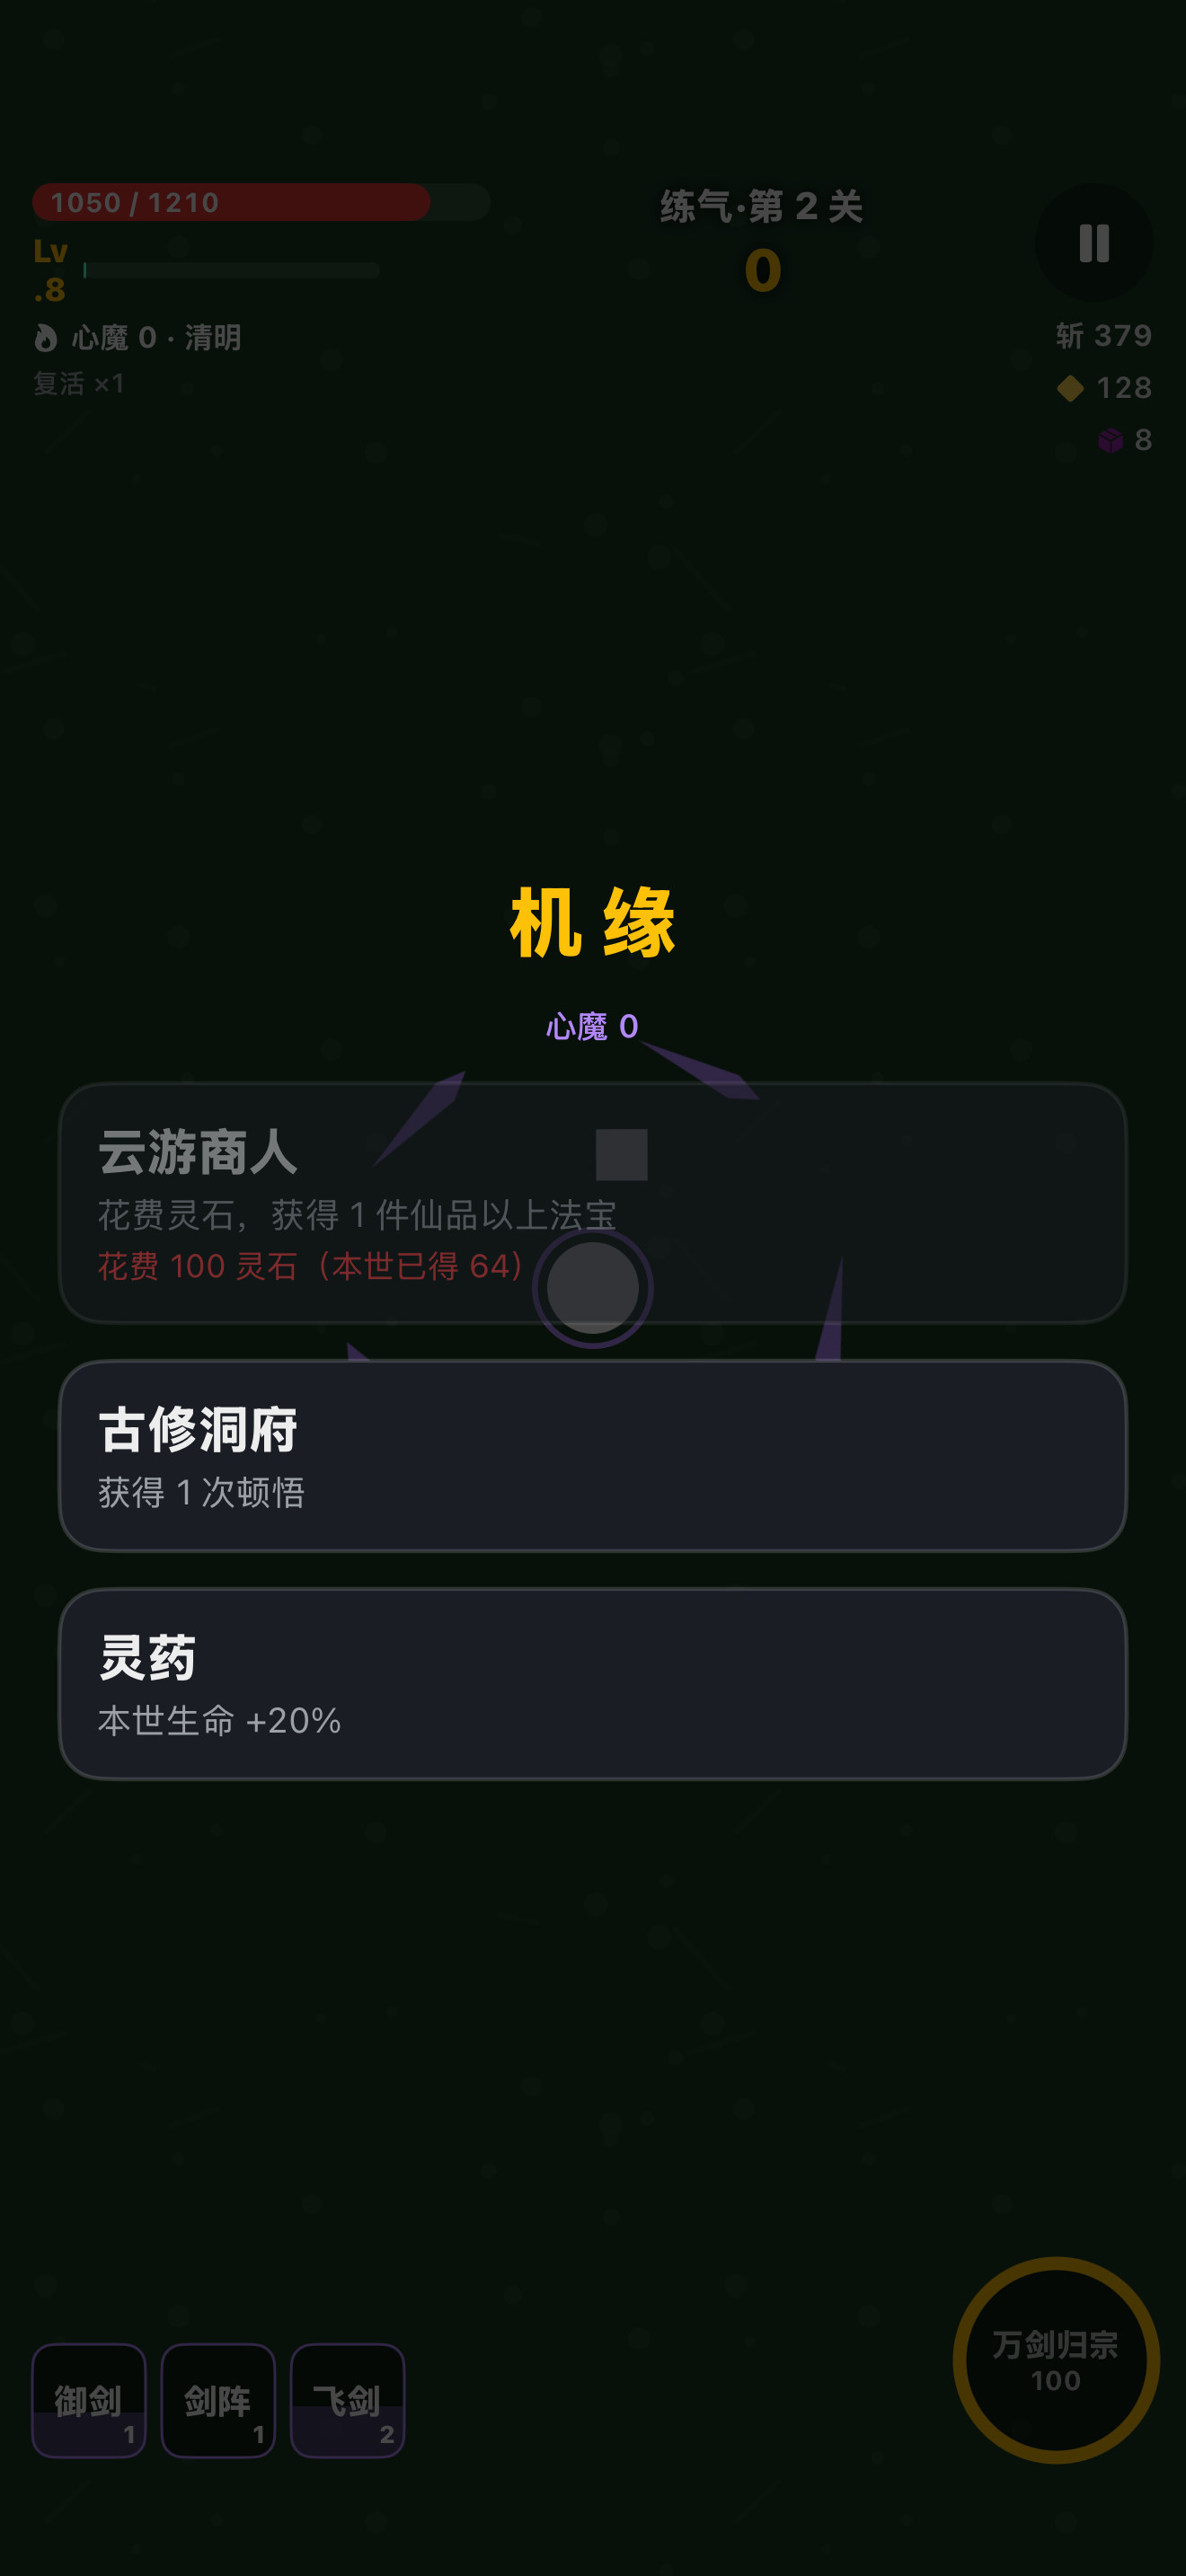 1050 / 1210
练气·第 2 关
Lv
.8
0
心魔 0 · 清明
斩 379
复活 ×1
128
8
机 缘
心魔 0
云游商人
花费灵石，获得 1 件仙品以上法宝
花费 100 灵石（本世已得 64）
古修洞府
获得 1 次顿悟
灵药
本世生命 +20%
万剑归宗
100
御剑
1
剑阵
1
飞剑
2